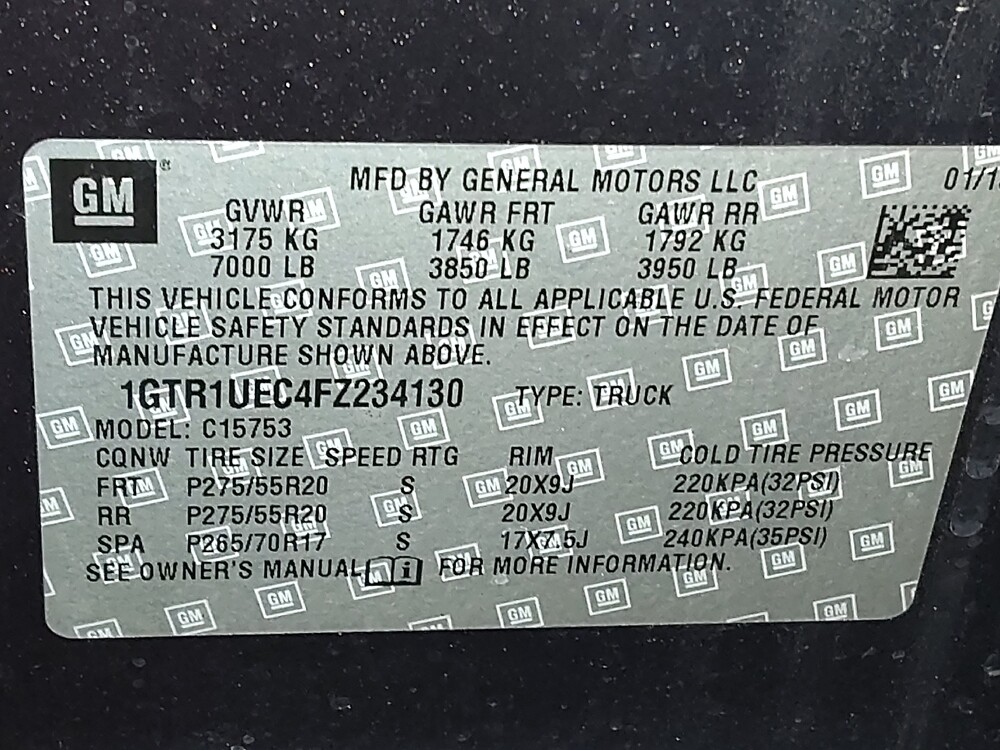 GM ®
MFD BY GENERAL MOTORS LLC
GVWR GAWR FRT GAWR RR
3175 KG 1746 KG 1792 KG
7000 LB 3850 LB 3950 LB
THIS VEHICLE CONFORMS TO ALL APPLICABLE U.S. FEDERAL MOTOR
VEHICLE SAFETY STANDARDS IN EFFECT ON THE DATE OF
MANUFACTURE SHOWN ABOVE.
1GTR1UEC4FZ234130 TYPE: TRUCK
MODEL: C15753
CQNW TIRE SIZE SPEED RTG RIM COLD TIRE PRESSURE
FRT P275/55R20 S 20X9J 220KPA(32PSI)
RR P275/55R20 S 20X9J 220KPA(32PSI)
SPA P265/70R17 S 17X7.5J 240KPA(35PSI)
SEE OWNER'S MANUAL i FOR MORE INFORMATION.